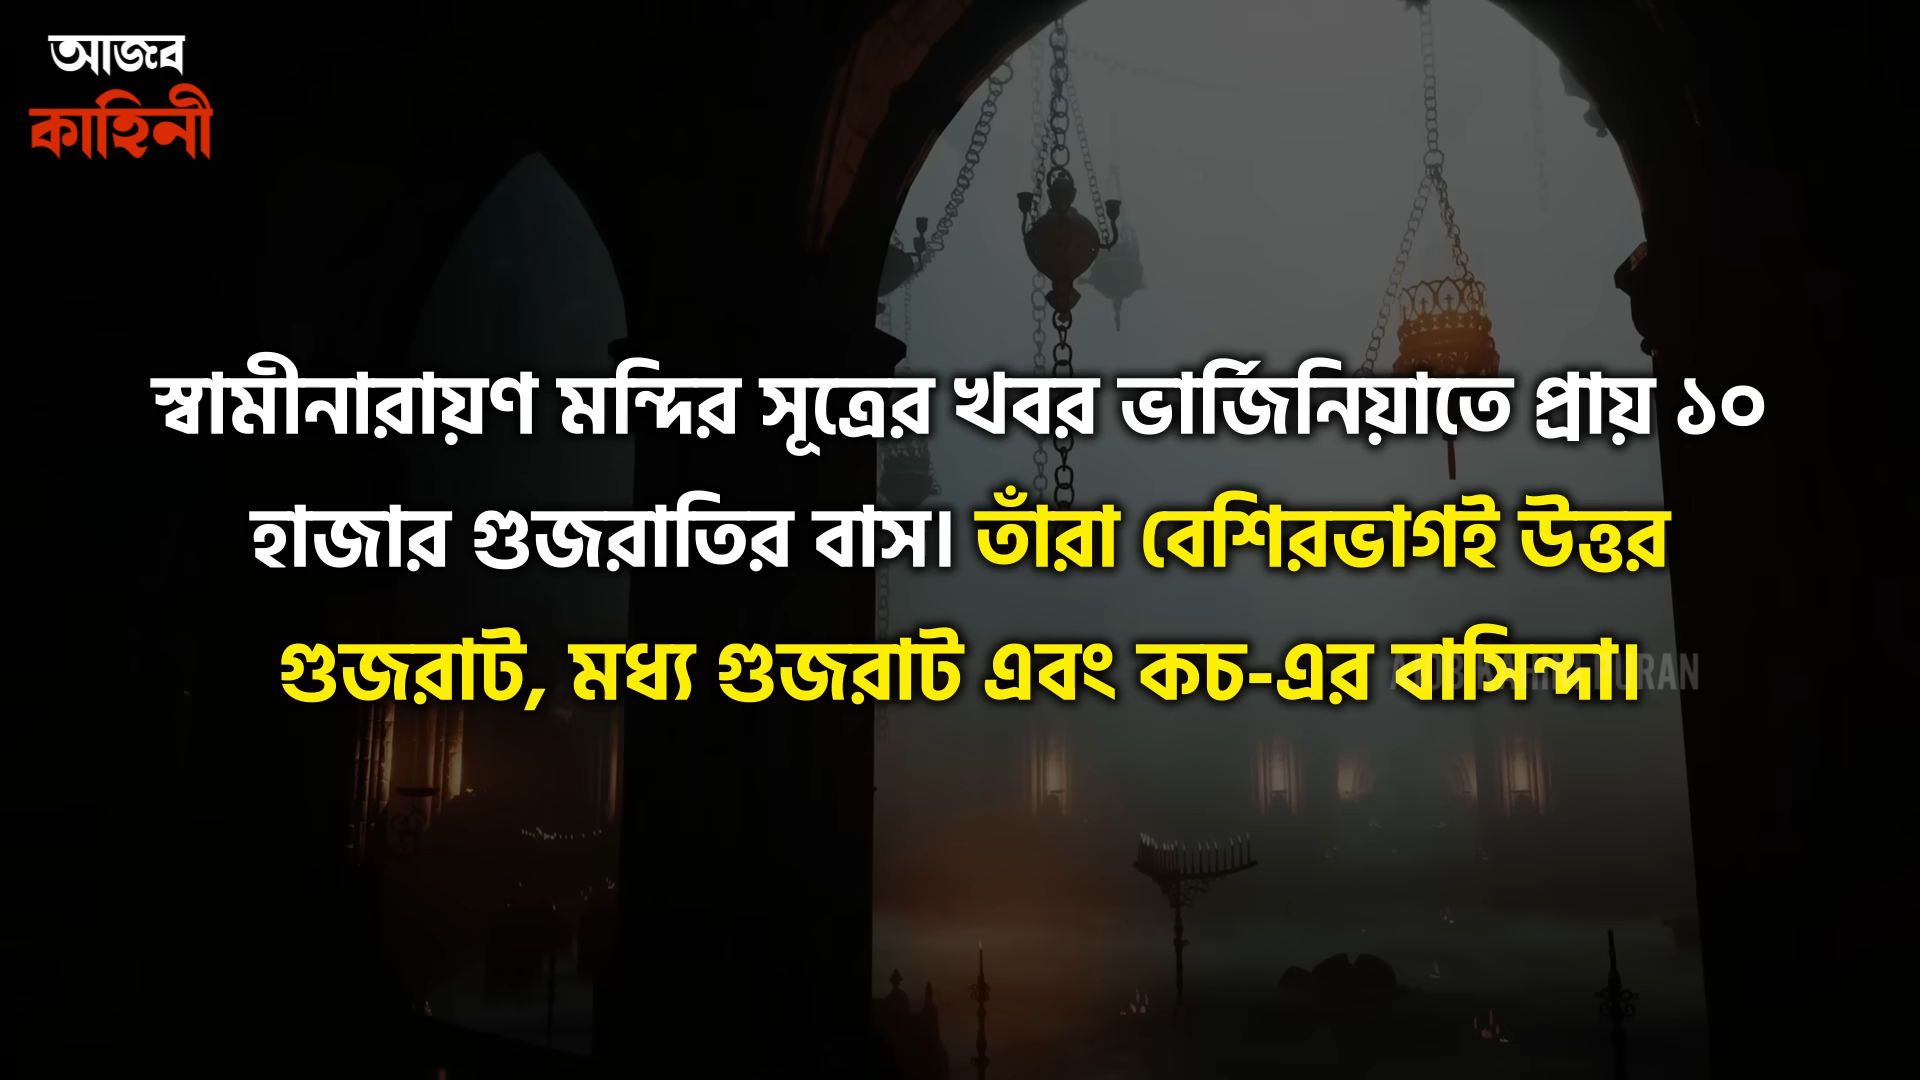 আজব
কাহিনী
স্বামীনারায়ণ মন্দির সূত্রের খবর ভার্জিনিয়াতে প্রায় ১০
হাজার গুজরাতির বাস। তাঁরা বেশিরভাগই উত্তর
গুজরাট, মধ্য গুজরাট এবং কচ-এর বাসিন্দা।